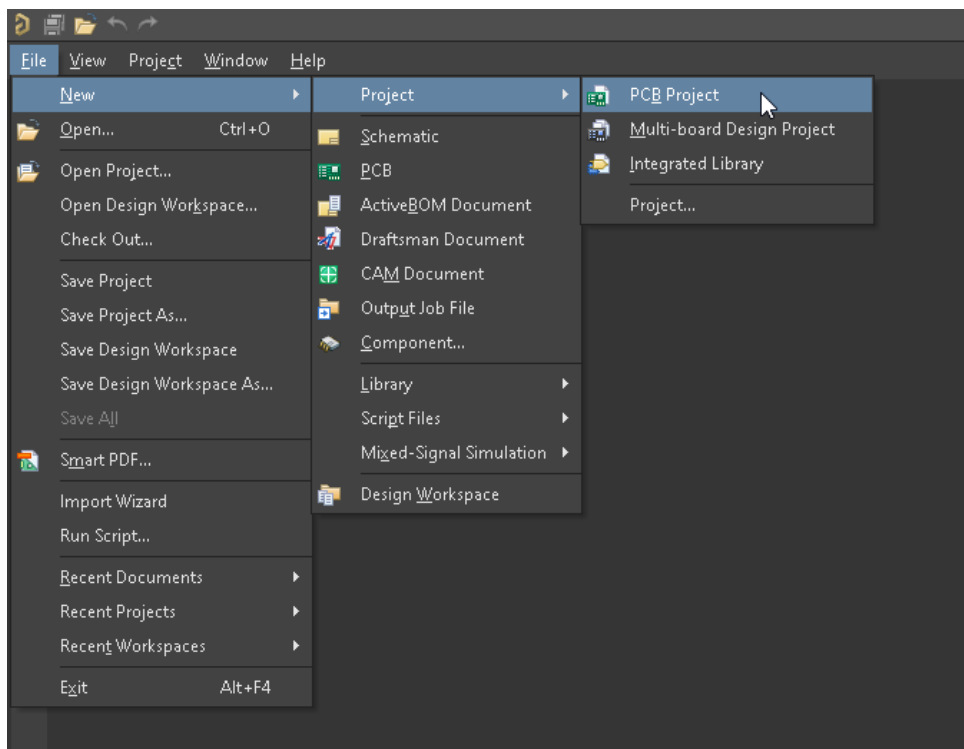 File View Project Window Help
New
Open... Ctrl+O
Open Project...
Open Design Workspace...
Check Out...
Save Project
Save Project As...
Save Design Workspace
Save Design Workspace As...
Save All
Smart PDF...
Import Wizard
Run Script...
Recent Documents
Recent Projects
Recent Workspaces
Exit Alt+F4
Project
Schematic
PCB
ActiveBOM Document
Draftsman Document
CAM Document
Output Job File
Component...
Library
Script Files
Mixed-Signal Simulation
Design Workspace
PCB Project
Multi-board Design Project
Integrated Library
Project...